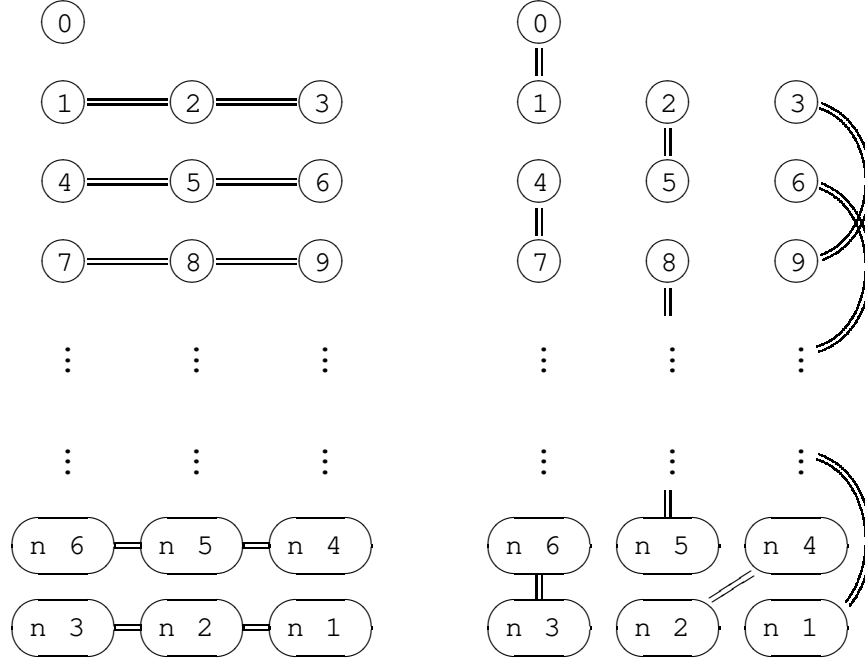 0 0
1 2 3 1 2 3
4 5 6 4 5 6
7 8 9 7 8 9
⋮ ⋮ ⋮ ⋮ ⋮ ⋮
⋮ ⋮ ⋮ ⋮ ⋮ ⋮
n 6 n 5 n 4 n 6 n 5 n 4
n 3 n 2 n 1 n 3 n 2 n 1